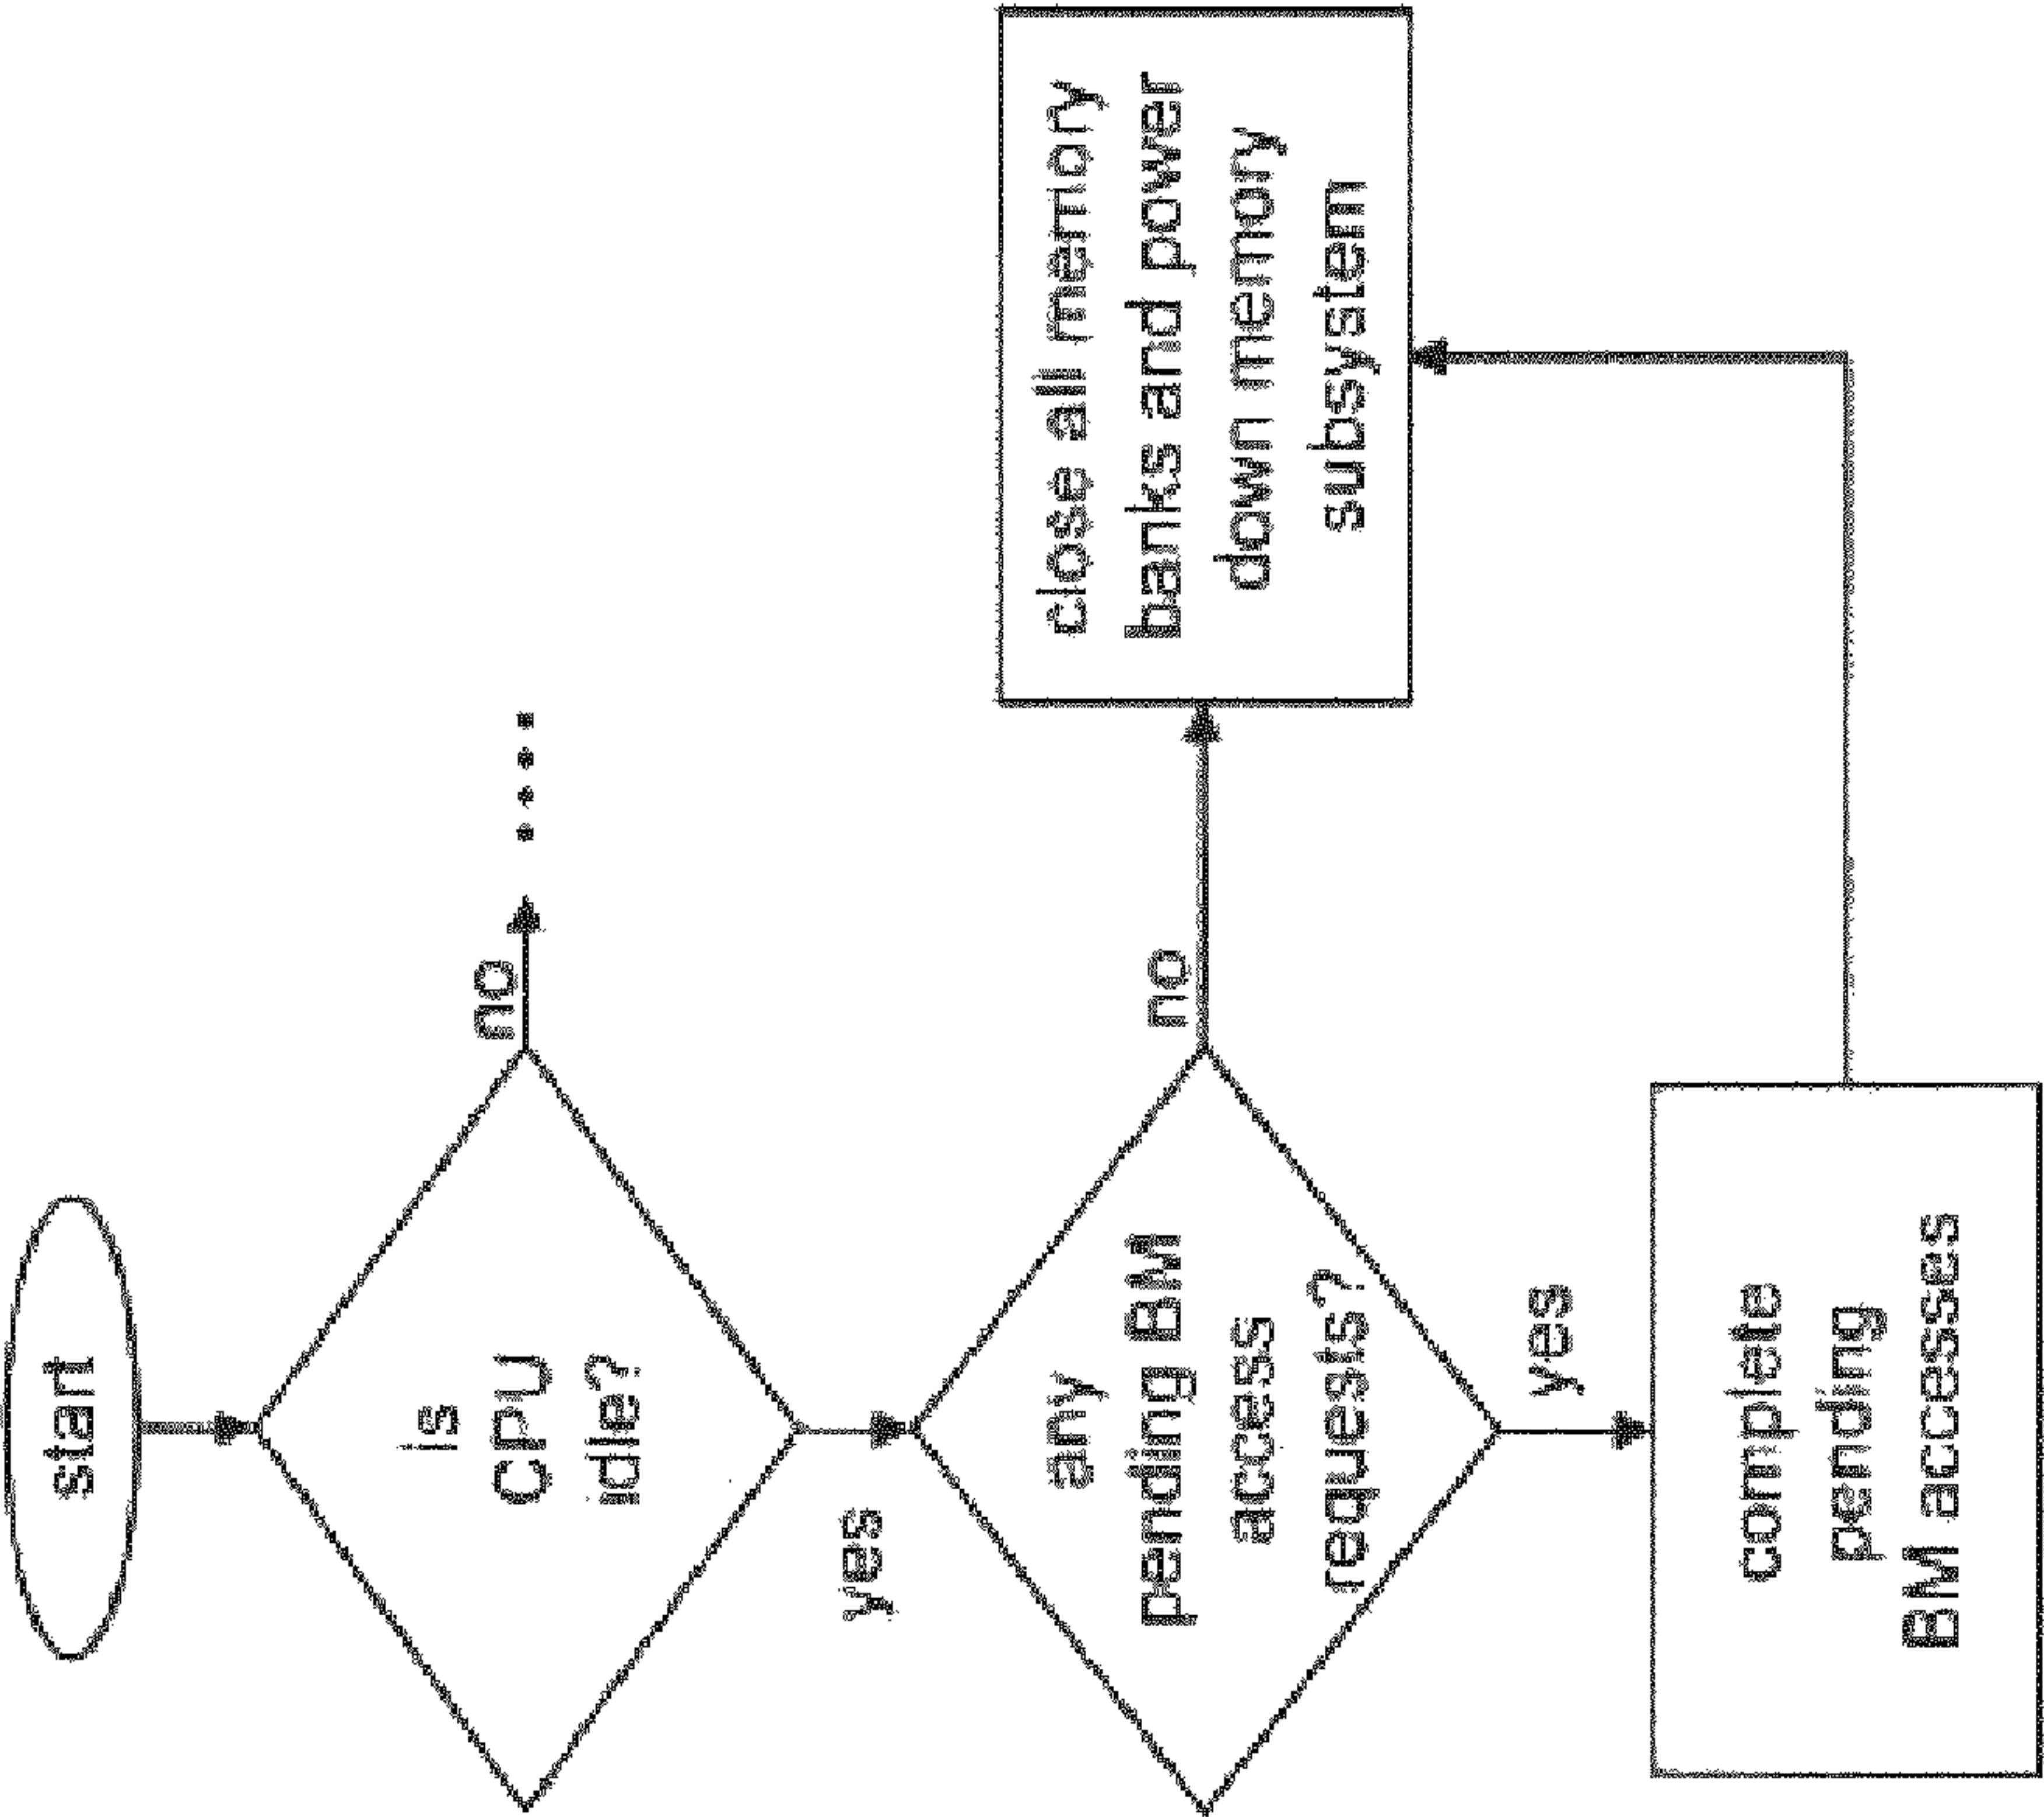 start
is
CPU
idle?
no
yes
any
pending BM
access
requests?
no
close all memory
banks and power
down memory
subsystem
yes
complete
pending
BM accesses